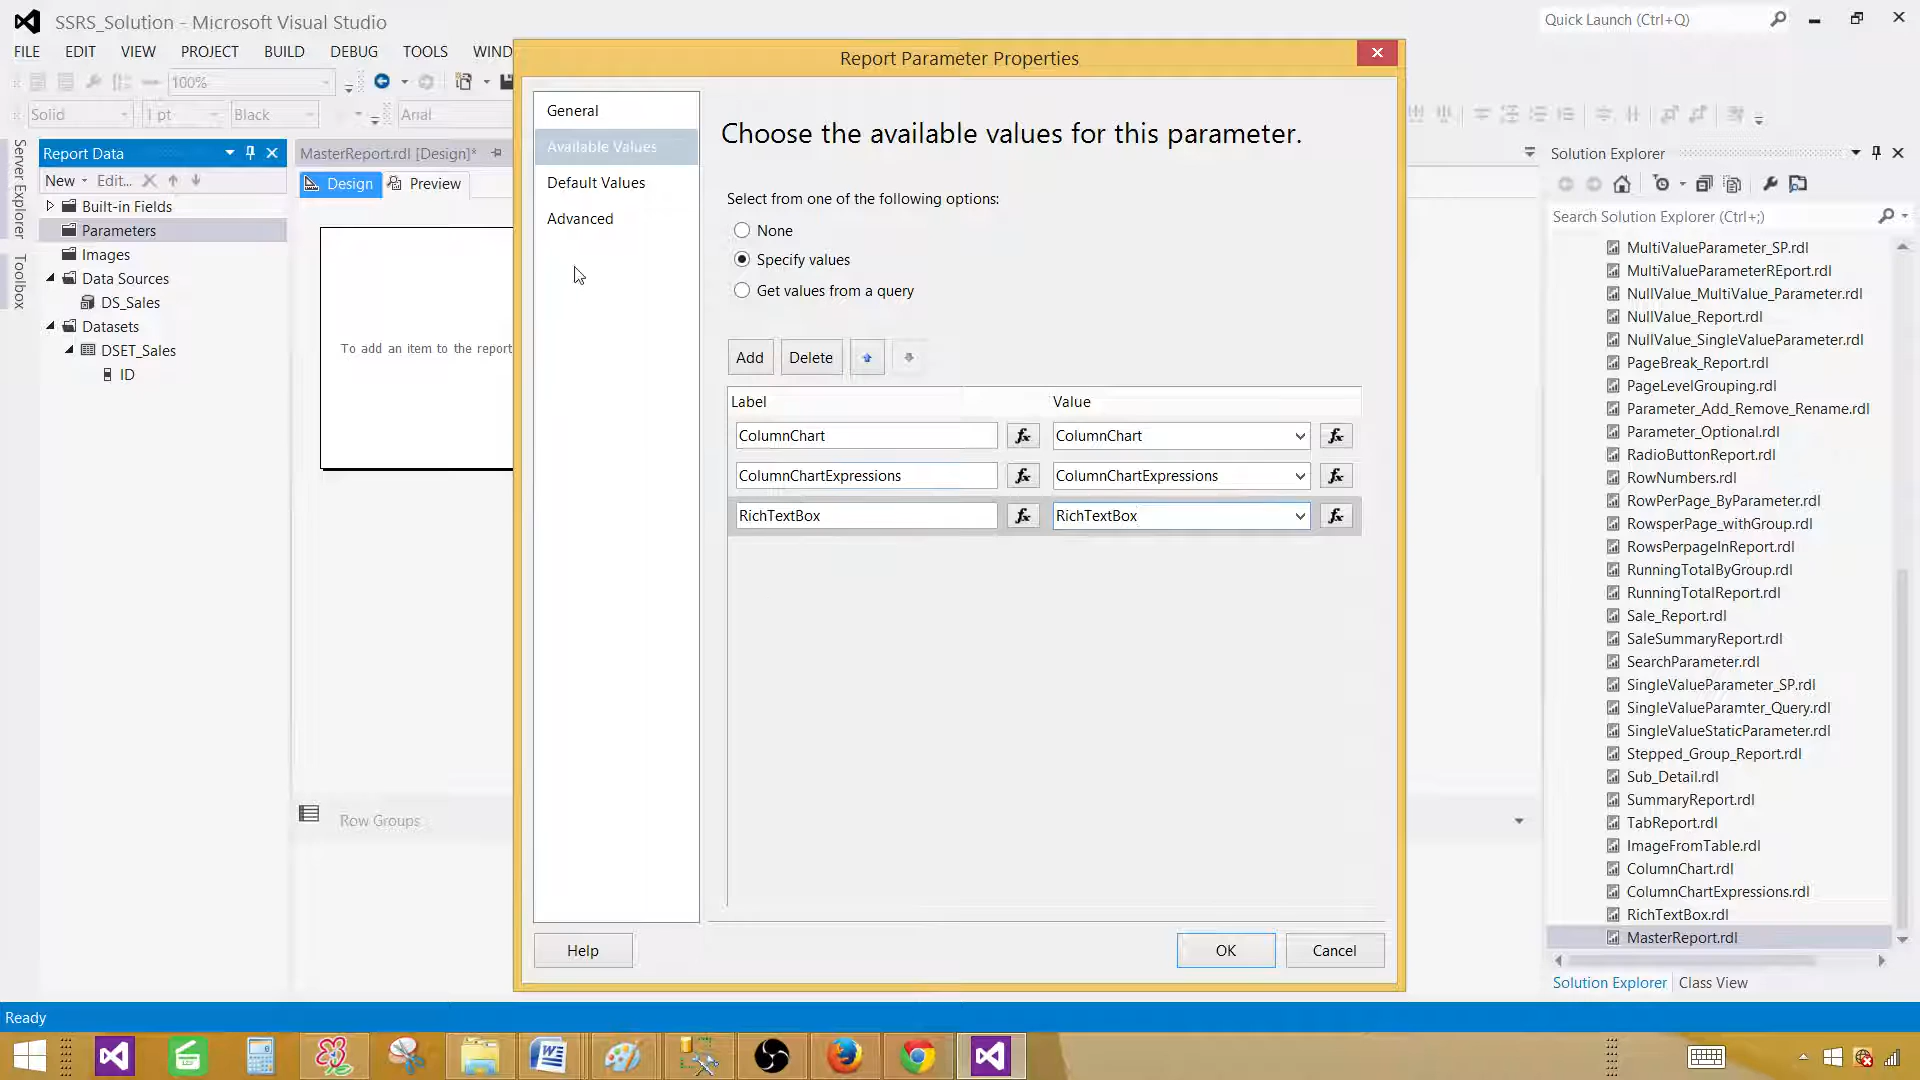 SSRS_Solution - Microsoft Visual Studio
Quick Launch (Ctrl+Q)
FILE EDIT VIEW PROJECT BUILD DEBUG TOOLS WIND
100%
Solid 1 pt Black Arial
Server Explorer
Toolbox
Report Data
New Edit...
Built-in Fields
Parameters
Images
Data Sources
DS_Sales
Datasets
DSET_Sales
ID
MasterReport.rdl [Design]*
Design Preview
To add an item to the report
Row Groups
Report Parameter Properties
General
Available Values
Default Values
Advanced
Choose the available values for this parameter.
Select from one of the following options:
None
Specify values
Get values from a query
Add Delete
Label Value
ColumnChart fx ColumnChart fx
ColumnChartExpressions fx ColumnChartExpressions fx
RichTextBox fx RichTextBox fx
Help OK Cancel
Solution Explorer
Search Solution Explorer (Ctrl+;)
MultiValueParameter_SP.rdl
MultiValueParameterREport.rdl
NullValue_MultiValue_Parameter.rdl
NullValue_Report.rdl
NullValue_SingleValueParameter.rdl
PageBreak_Report.rdl
PageLevelGrouping.rdl
Parameter_Add_Remove_Rename.rdl
Parameter_Optional.rdl
RadioButtonReport.rdl
RowNumbers.rdl
RowPerPage_ByParameter.rdl
RowsperPage_withGroup.rdl
RowsPerpageInReport.rdl
RunningTotalByGroup.rdl
RunningTotalReport.rdl
Sale_Report.rdl
SaleSummaryReport.rdl
SearchParameter.rdl
SingleValueParameter_SP.rdl
SingleValueParamter_Query.rdl
SingleValueStaticParameter.rdl
Stepped_Group_Report.rdl
Sub_Detail.rdl
SummaryReport.rdl
TabReport.rdl
ImageFromTable.rdl
ColumnChart.rdl
ColumnChartExpressions.rdl
RichTextBox.rdl
MasterReport.rdl
Solution Explorer Class View
Ready